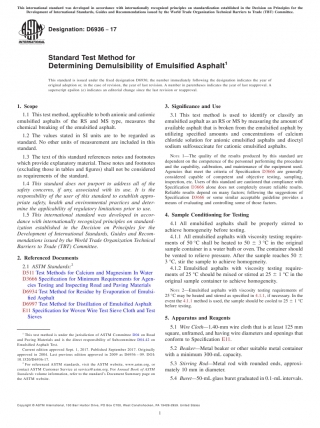 This international standard was developed in accordance with internationally recognized principles on standardization established in the Decision on Principles for the
Development of International Standards, Guides and Recommendations issued by the World Trade Organization Technical Barriers to Trade (TBT) Committee.
Designation: D6936 − 17
INTERNATIONAL
Standard Test Method for
Determining Demulsibility of Emulsified Asphalt1
This standard is issued under the fixed designation D6936; the number immediately following the designation indicates the year of
original adoption or, in the case of revision, the year of last revision. A number in parentheses indicates the year of last reapproval. A
superscript epsilon (ε) indicates an editorial change since the last revision or reapproval.
1. Scope
1.1 This test method, applicable to both anionic and cationic
emulsified asphalts of the RS and MS type, measures the
chemical breaking of the emulsified asphalt.
1.2 The values stated in SI units are to be regarded as
standard. No other units of measurement are included in this
standard.
1.3 The text of this standard references notes and footnotes
which provide explanatory material. These notes and footnotes
(excluding those in tables and figures) shall not be considered
as requirements of the standard.
1.4 This standard does not purport to address all of the
safety concerns, if any, associated with its use. It is the
responsibility of the user of this standard to establish appro-
priate safety, health and environmental practices and deter-
mine the applicability of regulatory limitations prior to use.
1.5 This international standard was developed in accor-
dance with internationally recognized principles on standard-
ization established in the Decision on Principles for the
Development of International Standards, Guides and Recom-
mendations issued by the World Trade Organization Technical
Barriers to Trade (TBT) Committee.
2. Referenced Documents
2.1 ASTM Standards:2
D511 Test Methods for Calcium and Magnesium In Water
D3666 Specification for Minimum Requirements for Agen-
cies Testing and Inspecting Road and Paving Materials
D6934 Test Method for Residue by Evaporation of Emulsi-
fied Asphalt
D6997 Test Method for Distillation of Emulsified Asphalt
E11 Specification for Woven Wire Test Sieve Cloth and Test
Sieves
1 This test method is under the jurisdiction of ASTM Committee D04 on Road
and Paving Materials and is the direct responsibility of Subcommittee D04.42 on
Emulsified Asphalt Test.
Current edition approved Sept. 1, 2017. Published September 2017. Originally
approved in 2004. Last previous edition approved in 2009 as D6936 – 09.
2 For referenced ASTM standards, visit the ASTM website, www.astm.org, or
contact ASTM Customer Service at service@astm.org. For Annual Book of ASTM
Standards volume information, refer to the standard's Document Summary page on
the ASTM website.
3. Significance and Use
3.1 This test method is used to identify or classify an
emulsified asphalt as an RS or MS by measuring the amount of
available asphalt that is broken from the emulsified asphalt by
utilizing specified amounts and concentrations of calcium
chloride solution for anionic emulsified asphalts and dioctyl
sodium sulfosuccinate for cationic emulsified asphalts.
NOTE 1—The quality of the results produced by this standard are
dependent on the competence of the personnel performing the procedure
and the capability, calibration, and maintenance of the equipment used.
Agencies that meet the criteria of Specification D3666 are generally
considered capable of competent and objective testing, sampling,
inspection, etc. Users of this standard are cautioned that compliance with
Specification D3666 alone does not completely ensure reliable results.
Reliable results depend on many factors; following the suggestions of
Specification D3666 or some similar acceptable guideline provides a
means of evaluating and controlling some of those factors.
4. Sample Conditioning for Testing
4.1 All emulsified asphalts shall be properly stirred to
achieve homogeneity before testing.
4.1.1 All emulsified asphalts with viscosity testing require-
ments of 50 °C shall be heated to 50 ± 3 °C in the original
sample container in a water bath or oven. The container should
be vented to relieve pressure. After the sample reaches 50 ±
3 °C, stir the sample to achieve homogeneity.
4.1.2 Emulsified asphalts with viscosity testing require-
ments of 25 °C should be mixed or stirred at 25 ± 3 °C in the
original sample container to achieve homogeneity.
NOTE 2—Emulsified asphalts with viscosity testing requirements of
25 °C may be heated and stirred as specified in 4.1.1, if necessary. In the
event the 4.1.1 method is used, the sample should be cooled to 25 ± 3 °C
before testing.
5. Apparatus and Reagents
5.1 Wire Cloth—1.40-mm wire cloth that is at least 125 mm
square, unframed, and having wire diameters and openings that
conform to Specification E11.
5.2 Beakers—Metal beaker or other suitable metal container
with a minimum 300-mL capacity.
5.3 Stirring Rod—Metal rod with rounded ends, approxi-
mately 10 mm in diameter.
5.4 Buret—50-mL glass buret graduated in 0.1-mL intervals.
1